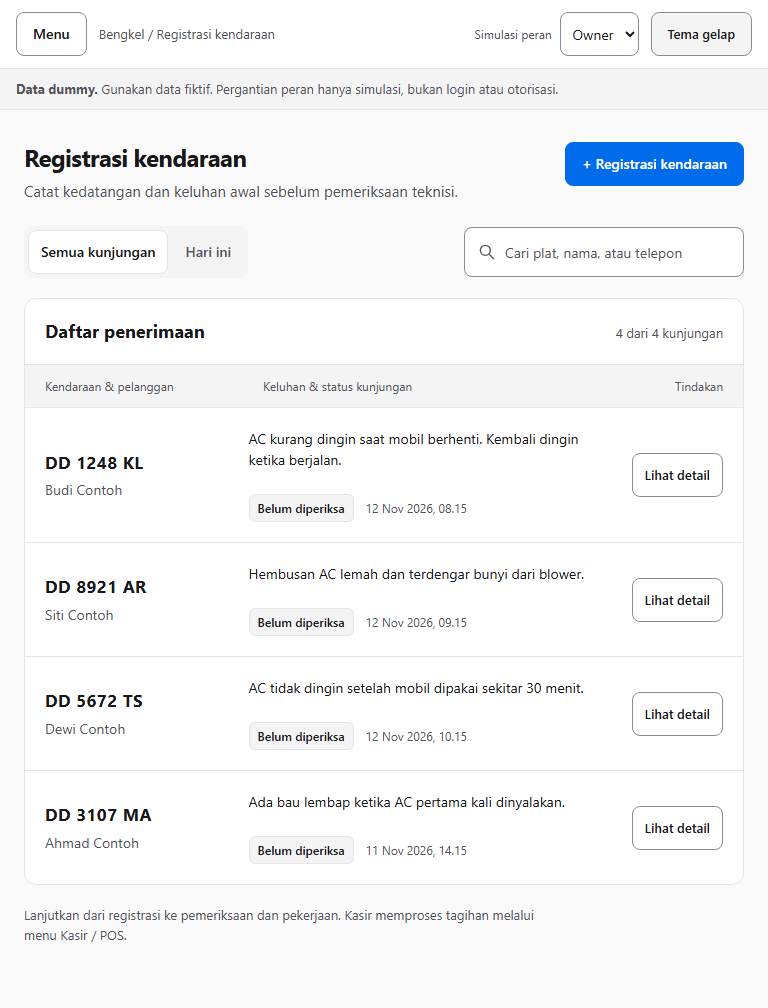 Menu
Bengkel / Registrasi kendaraan
Simulasi peran
Owner
Tema gelap
Data dummy. Gunakan data fiktif. Pergantian peran hanya simulasi, bukan login atau otorisasi.
Registrasi kendaraan
+ Registrasi kendaraan
Catat kedatangan dan keluhan awal sebelum pemeriksaan teknisi.
Semua kunjungan
Hari ini
Cari plat, nama, atau telepon
Daftar penerimaan
4 dari 4 kunjungan
Kendaraan & pelanggan
Keluhan & status kunjungan
Tindakan
DD 1248 KL
Budi Contoh
AC kurang dingin saat mobil berhenti. Kembali dingin
ketika berjalan.
Belum diperiksa
12 Nov 2026, 08.15
Lihat detail
DD 8921 AR
Siti Contoh
Hembusan AC lemah dan terdengar bunyi dari blower.
Belum diperiksa
12 Nov 2026, 09.15
Lihat detail
DD 5672 TS
Dewi Contoh
AC tidak dingin setelah mobil dipakai sekitar 30 menit.
Belum diperiksa
12 Nov 2026, 10.15
Lihat detail
DD 3107 MA
Ahmad Contoh
Ada bau lembap ketika AC pertama kali dinyalakan.
Belum diperiksa
11 Nov 2026, 14.15
Lihat detail
Lanjutkan dari registrasi ke pemeriksaan dan pekerjaan. Kasir memproses tagihan melalui
menu Kasir / POS.